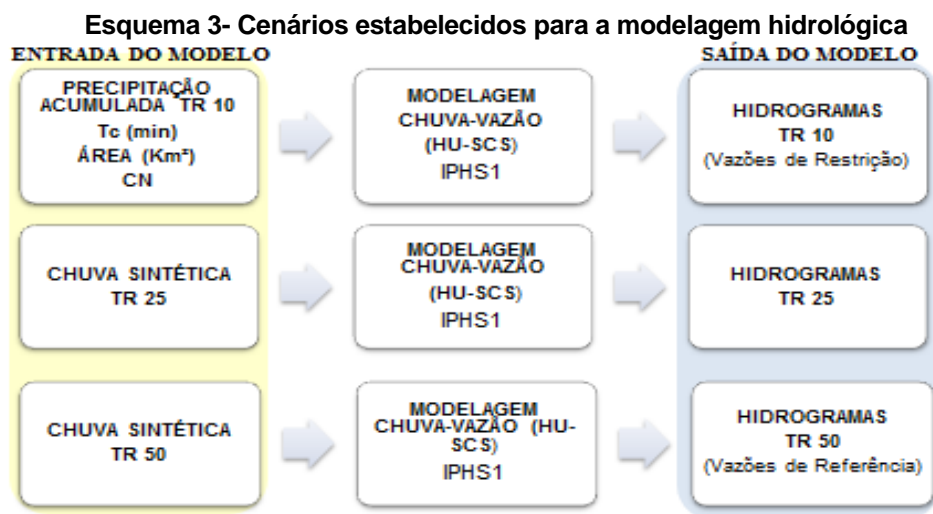 Esquema 3- Cenários estabelecidos para a modelagem hidrológica
ENTRADA DO MODELO
SAÍDA DO MODELO
PRECIPITAÇÃO
ACUMULADA TR 10
Tc (min)
ÁREA (Km²)
CN
MODELAGEM
CHUVA-VAZÃO
(HU-SCS)
IPHS1
HIDROGRAMAS
TR 10
(Vazões de Restrição)
CHUVA SINTÉTICA
TR 25
MODELAGEM
CHUVA-VAZÃO
(HU-SCS)
IPHS1
HIDROGRAMAS
TR 25
CHUVA SINTÉTICA
TR 50
MODELAGEM
CHUVA-VAZÃO (HU-
SCS)
IPHS1
HIDROGRAMAS
TR 50
(Vazões de Referência)